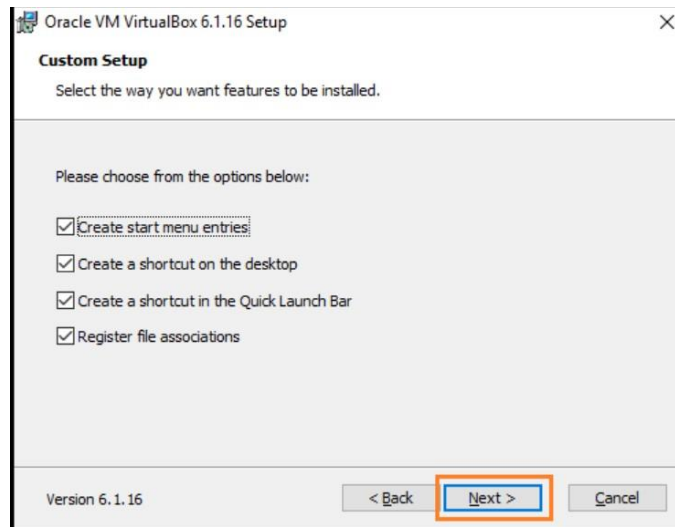 Oracle VM VirtualBox 6.1.16 Setup
Custom Setup
Select the way you want features to be installed.
Please choose from the options below:
Create start menu entries
Create a shortcut on the desktop
Create a shortcut in the Quick Launch Bar
Register file associations
Version 6.1.16
< Back
Next >
Cancel